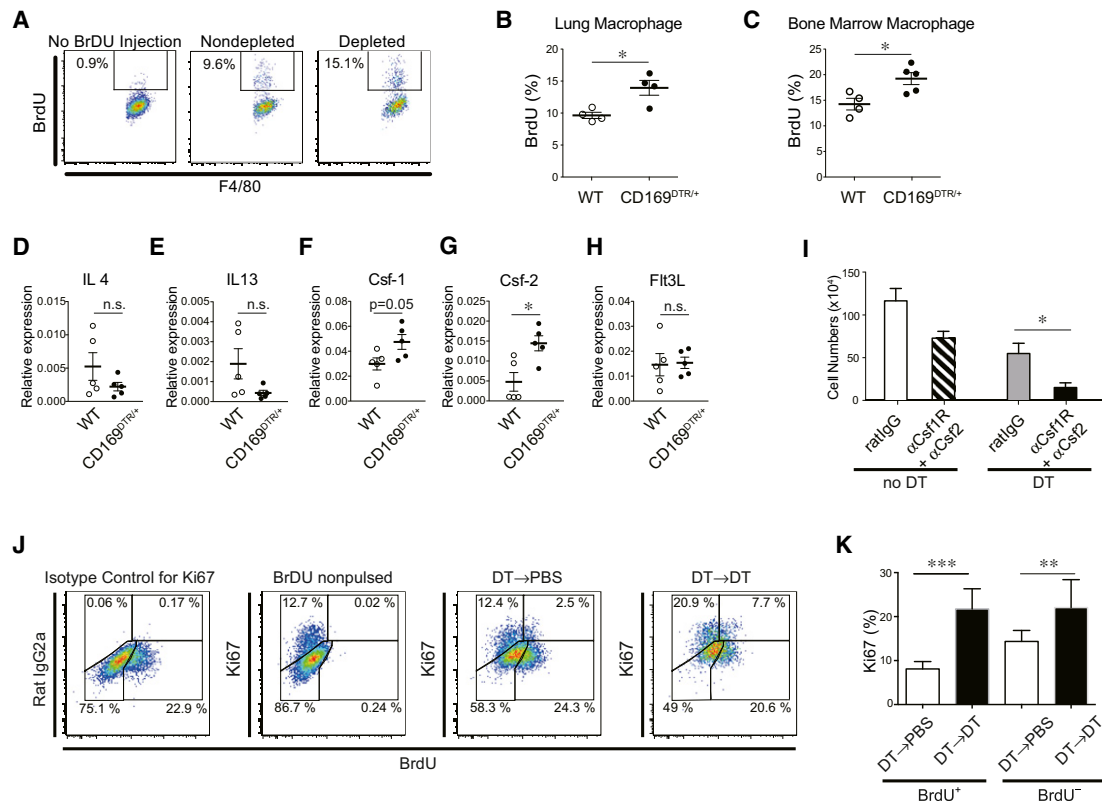 A
No BrDU Injection
Nondepleted
Depleted
0.9%
9.6%
15.1%
BrdU
F4/80
B
Lung Macrophage
*
BrdU (%)
20
15
10
5
0
WT
CD169DTR/+
C
Bone Marrow Macrophage
*
BrdU (%)
25
20
15
10
5
0
WT
CD169DTR/+
D
IL 4
n.s.
Relative expression
0.015
0.010
0.005
0.000
WT
CD169DTR/+
E
IL13
n.s.
Relative expression
0.005
0.004
0.003
0.002
0.001
0.000
WT
CD169DTR/+
F
Csf-1
p=0.05
Relative expression
0.08
0.06
0.04
0.02
0.00
WT
CD169DTR/+
G
Csf-2
*
Relative expression
0.025
0.020
0.015
0.010
0.005
0.000
WT
CD169DTR/+
H
Flt3L
n.s.
Relative expression
0.04
0.03
0.02
0.01
0.00
WT
CD169DTR/+
I
Cell Numbers (x10⁴)
150
100
50
0
*
ratIgG
αCsf1R
+ αCsf2
ratIgG
αCsf1R
+ αCsf2
no DT
DT
J
Isotype Control for Ki67
BrDU nonpulsed
DT→PBS
DT→DT
Rat IgG2a
0.06 %
0.17 %
75.1 %
22.9 %
Ki67
12.7 %
0.02 %
86.7 %
0.24 %
Ki67
12.4 %
2.5 %
58.3 %
24.3 %
Ki67
20.9 %
7.7 %
49 %
20.6 %
BrdU
K
***
**
Ki67 (%)
30
20
10
0
DT→PBS
DT→DT
DT→PBS
DT→DT
BrdU⁺
BrdU⁻